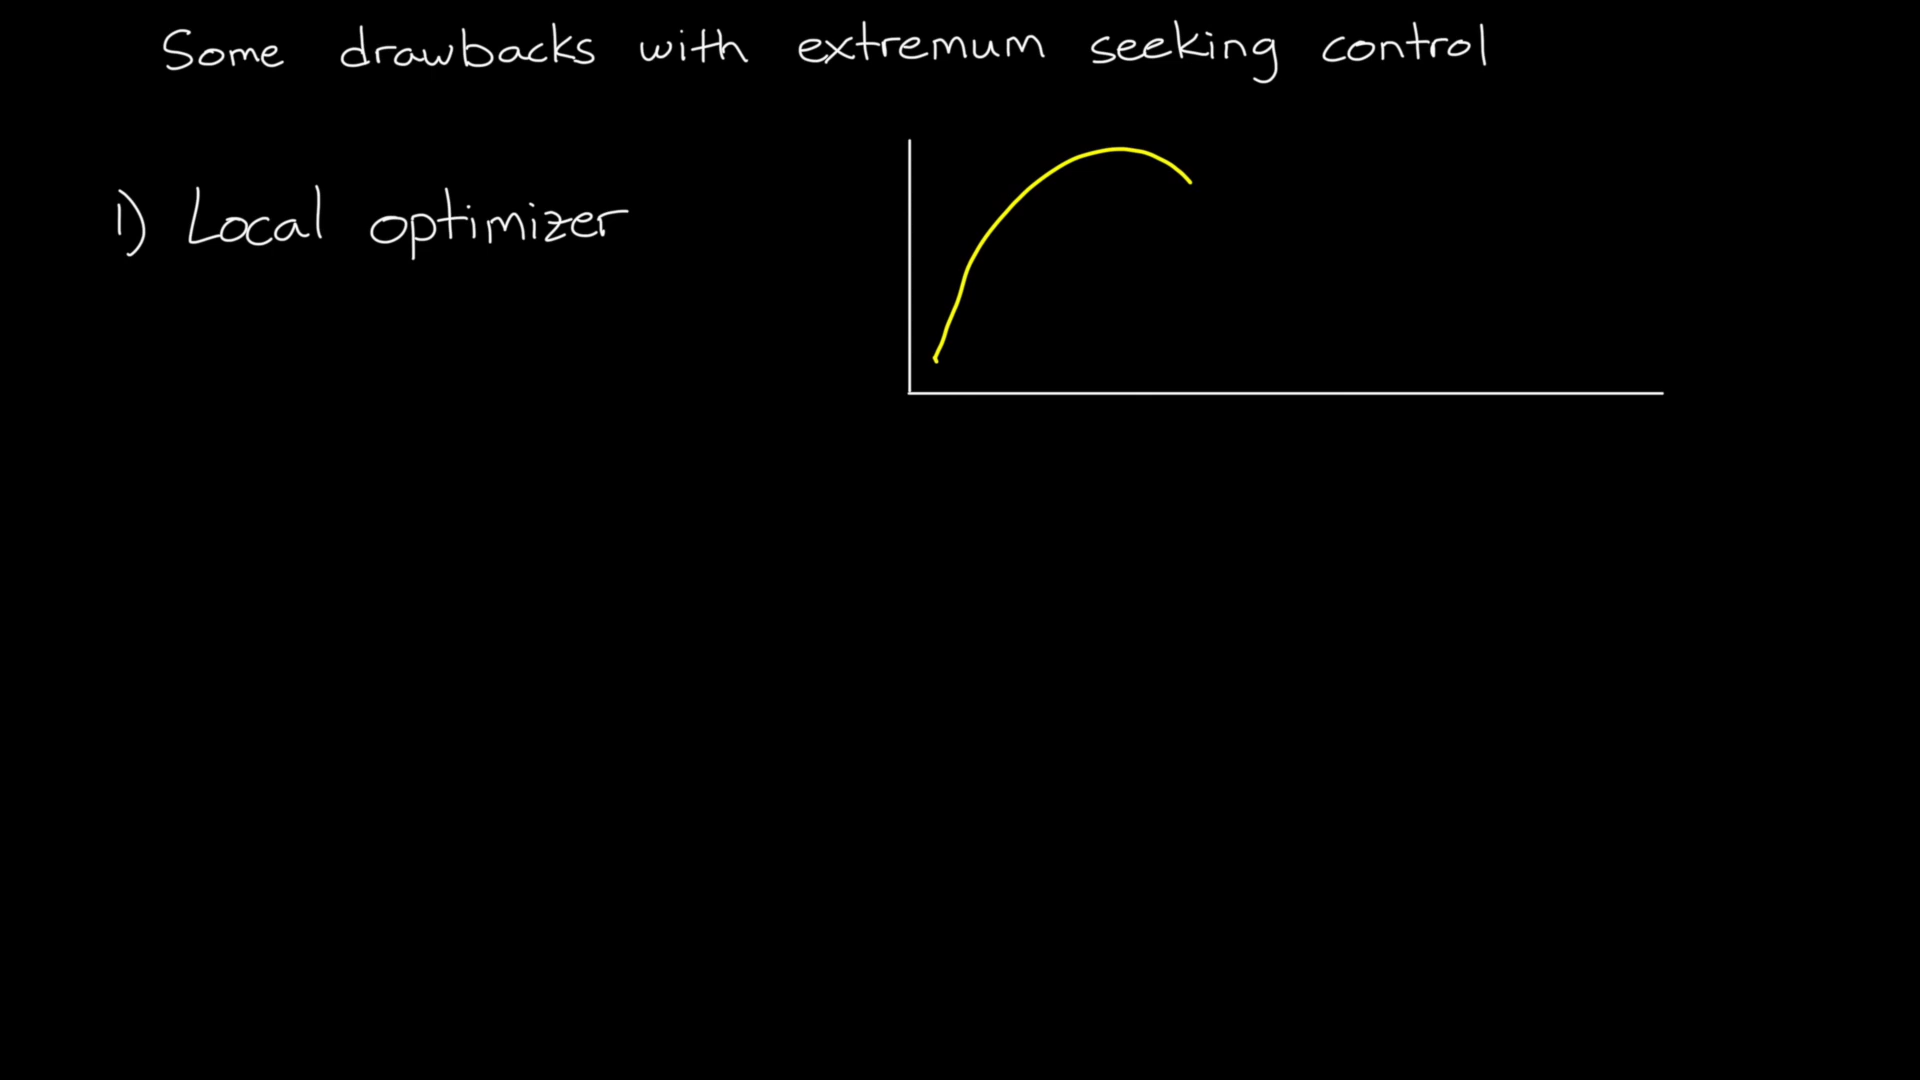 Some drawbacks with extremum seeking control
1) Local optimizer